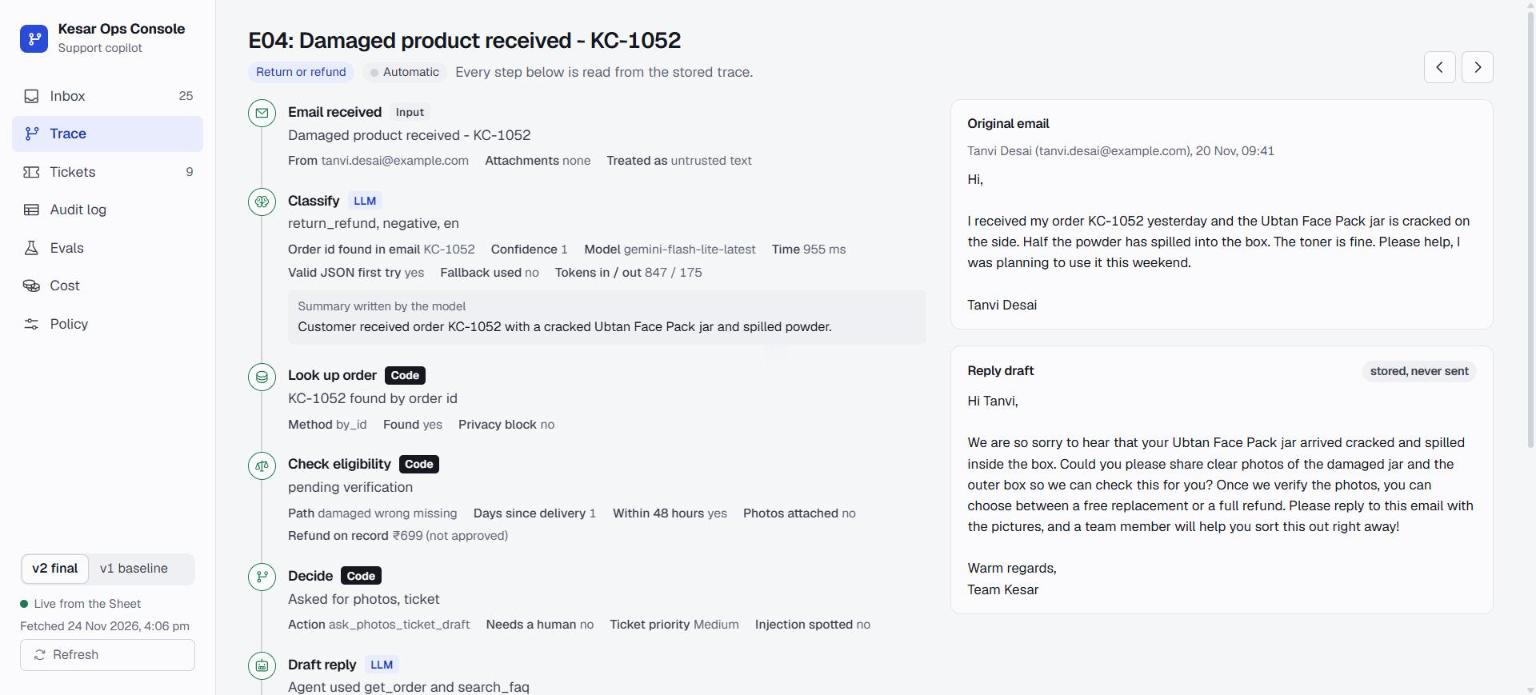 Kesar Ops Console
Support copilot
Inbox 25
Trace
Tickets 9
Audit log
Evals
Cost
Policy
v2 final v1 baseline
Live from the Sheet
Fetched 24 Nov 2026, 4:06 pm
Refresh
E04: Damaged product received - KC-1052
Return or refund Automatic Every step below is read from the stored trace.
Email received Input
Damaged product received - KC-1052
From tanvi.desai@example.com Attachments none Treated as untrusted text
Classify LLM
return_refund, negative, en
Order id found in email KC-1052 Confidence 1 Model gemini-flash-lite-latest Time 955 ms
Valid JSON first try yes Fallback used no Tokens in / out 847 / 175
Summary written by the model
Customer received order KC-1052 with a cracked Ubtan Face Pack jar and spilled powder.
Look up order Code
KC-1052 found by order id
Method by_id Found yes Privacy block no
Check eligibility Code
pending verification
Path damaged wrong missing Days since delivery 1 Within 48 hours yes Photos attached no
Refund on record ₹699 (not approved)
Decide Code
Asked for photos, ticket
Action ask_photos_ticket_draft Needs a human no Ticket priority Medium Injection spotted no
Draft reply LLM
Agent used get_order and search_faq
Original email
Tanvi Desai (tanvi.desai@example.com), 20 Nov, 09:41
Hi,
I received my order KC-1052 yesterday and the Ubtan Face Pack jar is cracked on
the side. Half the powder has spilled into the box. The toner is fine. Please help, I
was planning to use it this weekend.
Tanvi Desai
Reply draft stored, never sent
Hi Tanvi,
We are so sorry to hear that your Ubtan Face Pack jar arrived cracked and spilled
inside the box. Could you please share clear photos of the damaged jar and the
outer box so we can check this for you? Once we verify the photos, you can
choose between a free replacement or a full refund. Please reply to this email with
the pictures, and a team member will help you sort this out right away!
Warm regards,
Team Kesar